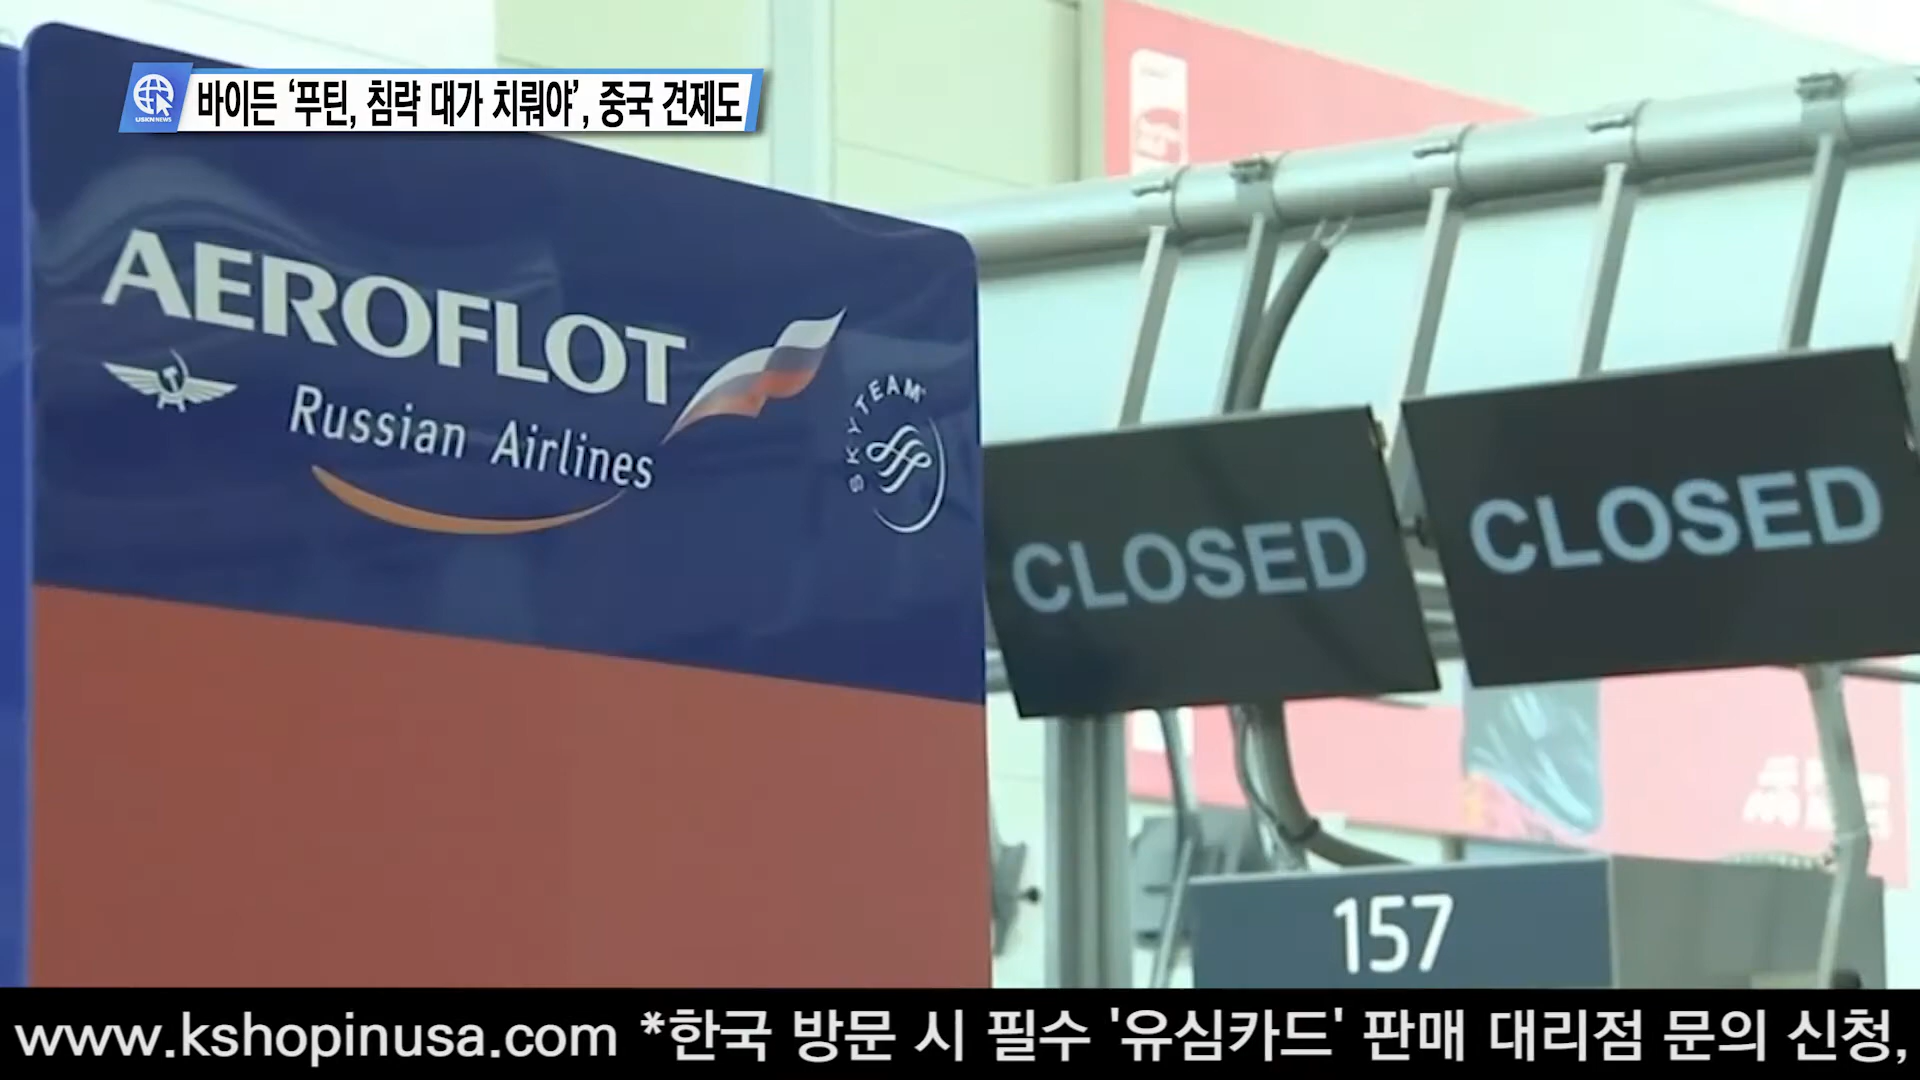 USKN NEWS
바이든 ‘푸틴, 침략 대가 치뤄야’, 중국 견제도
AEROFLOT
Russian Airlines
SKYTEAM
CLOSED
CLOSED
157
www.kshopinusa.com *한국 방문 시 필수 '유심카드' 판매 대리점 문의 신청,